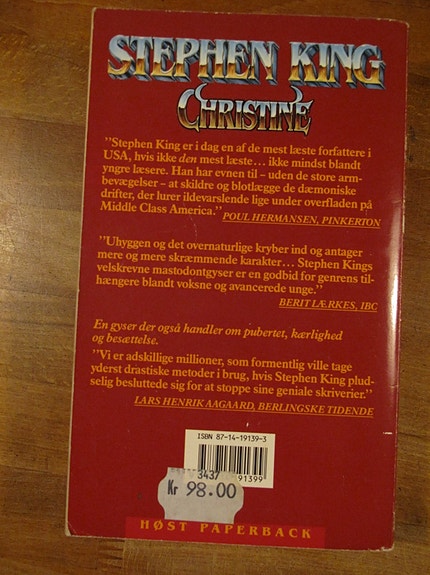 STEPHEN KING
CHRISTINE
"Stephen King er i dag en af de mest læste forfattere i
USA, hvis ikke den mest læste... ikke mindst blandt
yngre læsere. Han har evnen til – uden de store arm-
bevægelser – at skildre og blotlægge de dæmoniske
drifter, der lurer ildevarslende lige under overfladen på
Middle Class America."
POUL HERMANSEN, PINKERTON
"Uhyggen og det overnaturlige kryber ind og antager
mere og mere skræmmende karakter... Stephen Kings
velskrevne mastodontgyser er en godbid for genrens til-
hængere blandt voksne og avancerede unge."
BERIT LÆRKES, IBC
En gyser der også handler om pubertet, kærlighed
og besættelse.
"Vi er adskillige millioner, som formentlig ville tage
yderst drastiske metoder i brug, hvis Stephen King plud-
selig besluttede sig for at stoppe sine geniale skriverier."
LARS HENRIK AAGAARD, BERLINGSKE TIDENDE
ISBN 87-14-19139-3
91399
3437
Kr 98.00
HØST PAPERBACK